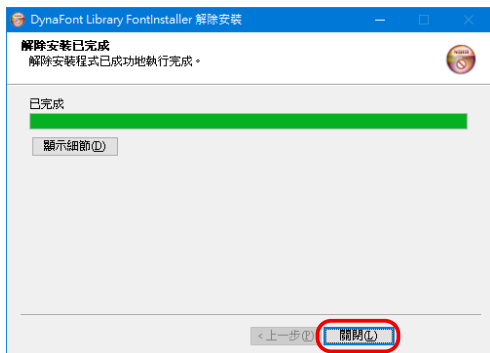 DynaFont Library FontInstaller 解除安裝
解除安裝已完成
解除安裝程式已成功地執行完成。
已完成
顯示細節(D)
<上一步(P) 關閉(L)